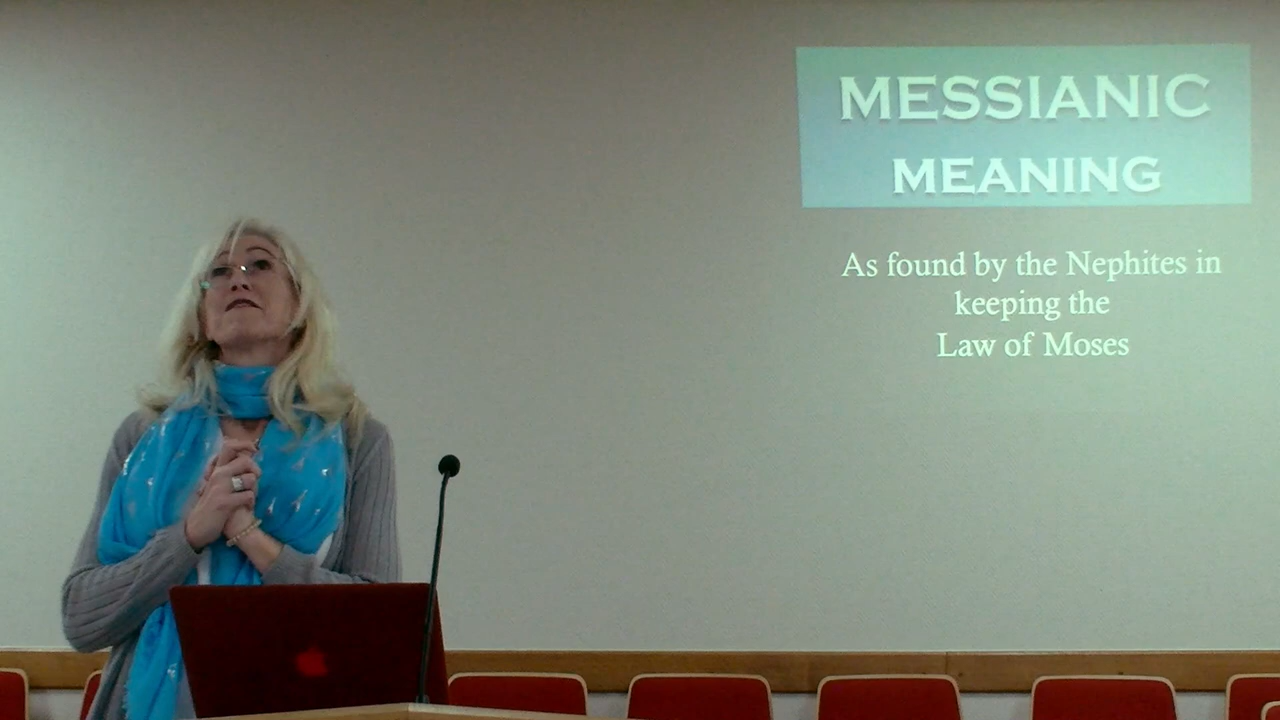 MESSIANIC
MEANING
As found by the Nephites in
keeping the
Law of Moses